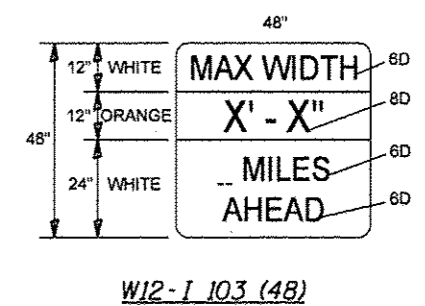 48"
12" WHITE MAX WIDTH 6D
12" ORANGE X' - X" 8D
48"
24" WHITE _ MILES 6D
AHEAD 6D
W12-I 103 (48)